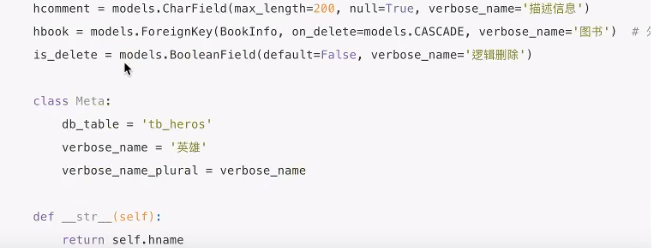 hcomment = models.CharField(max_length=200, null=True, verbose_name='描述信息')
hbook = models.ForeignKey(BookInfo, on_delete=models.CASCADE, verbose_name='图书')  #
is_delete = models.BooleanField(default=False, verbose_name='逻辑删除')
class Meta:
db_table = 'tb_heros'
verbose_name = '英雄'
verbose_name_plural = verbose_name
def __str__(self):
return self.hname